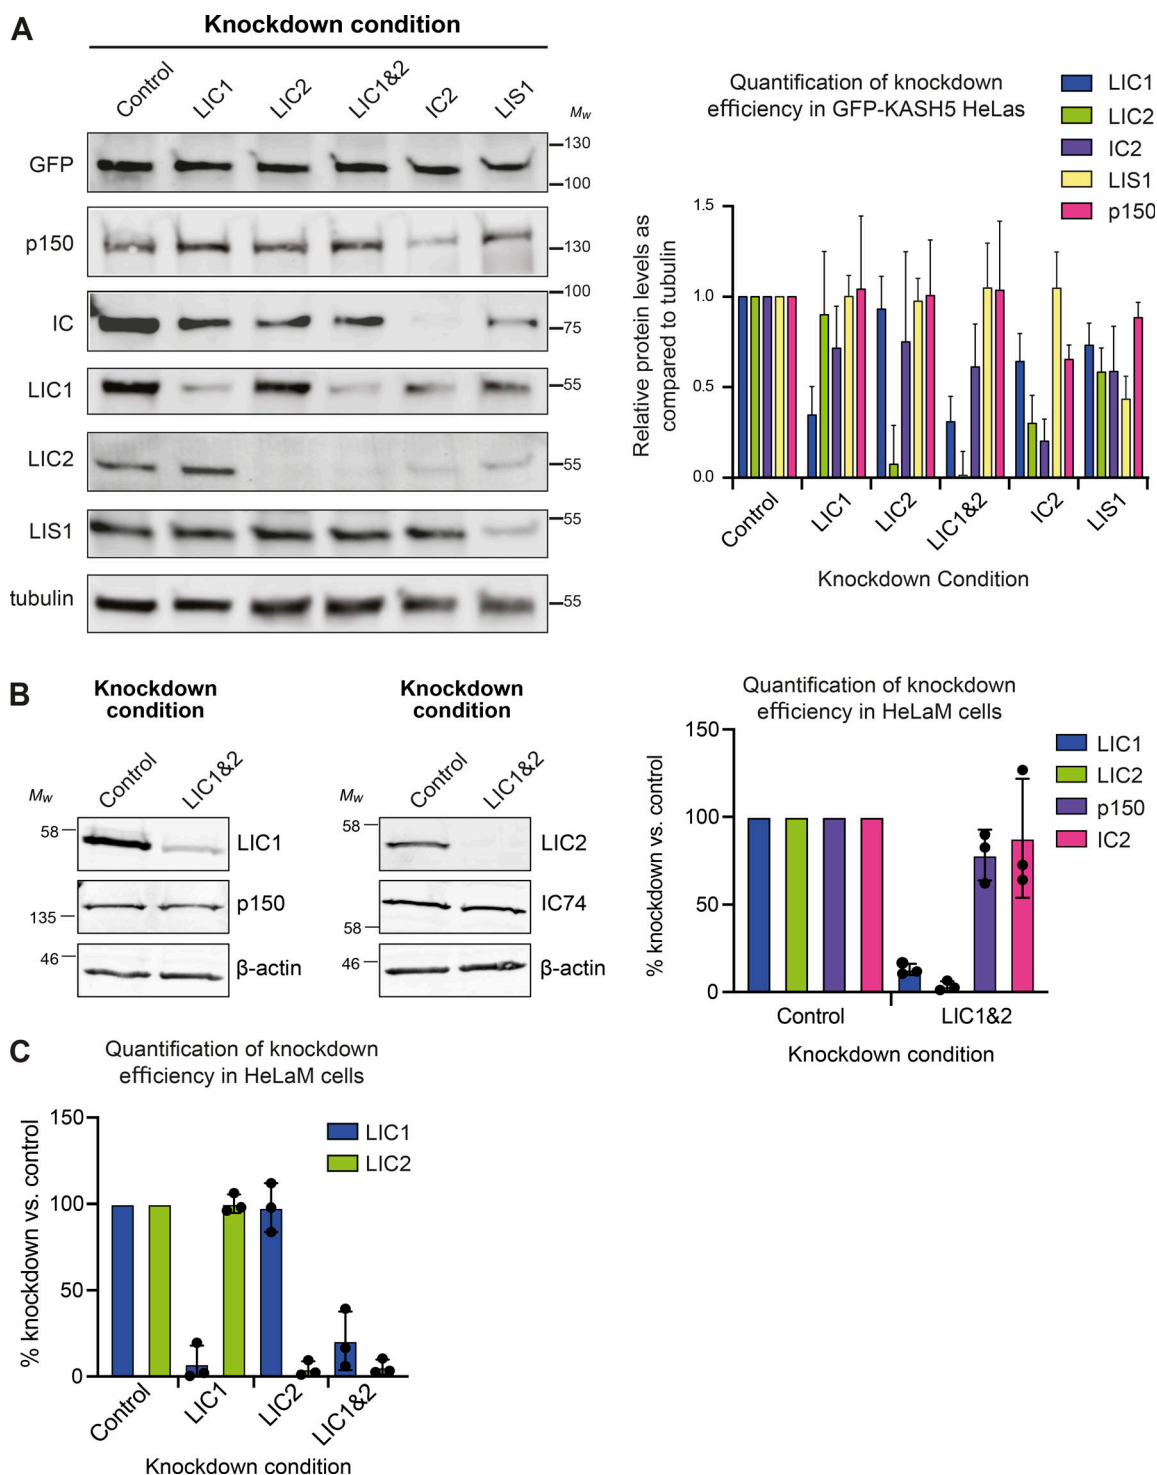 A
Knockdown condition
Control
LIC1
LIC2
LIC1&2
IC2
LIS1
Mw
GFP
130
100
p150
130
IC
100
75
LIC1
55
LIC2
55
LIS1
55
tubulin
55
Quantification of knockdown
efficiency in GFP-KASH5 HeLas
LIC1
LIC2
IC2
LIS1
p150
Relative protein levels as
compared to tubulin
1.5
1.0
0.5
0.0
Control
LIC1
LIC2
LIC1&2
IC2
LIS1
Knockdown Condition
B
Knockdown
condition
Mw
Control
LIC1&2
58
LIC1
135
p150
46
β-actin
Knockdown
condition
Mw
Control
LIC1&2
58
LIC2
58
IC74
46
β-actin
Quantification of knockdown
efficiency in HeLaM cells
LIC1
LIC2
p150
IC2
% knockdown vs. control
150
100
50
0
Control
LIC1&2
Knockdown condition
C
Quantification of knockdown
efficiency in HeLaM cells
LIC1
LIC2
% knockdown vs. control
150
100
50
0
Control
LIC1
LIC2
LIC1&2
Knockdown condition